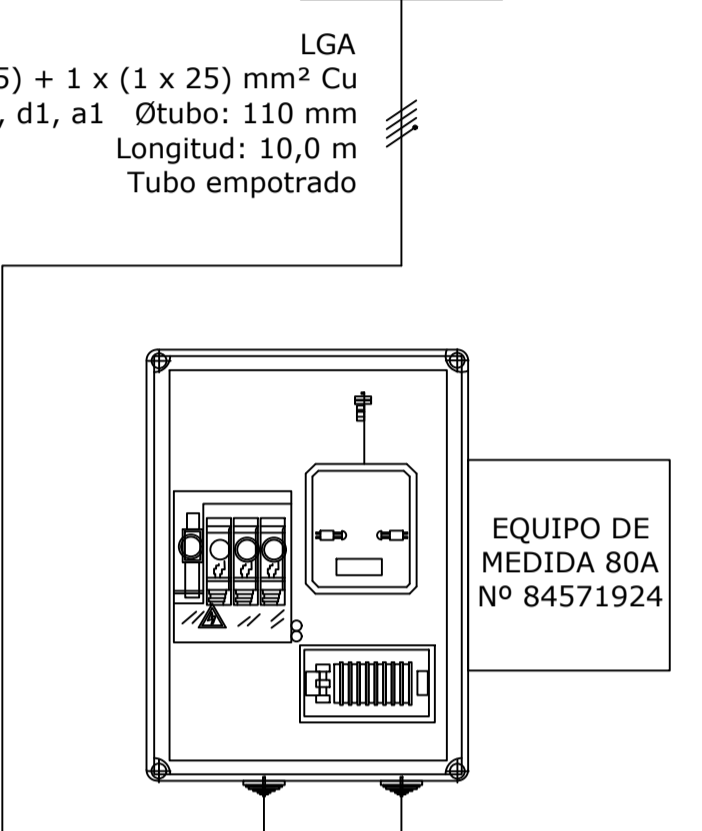 LGA
5) + 1 x (1 x 25) mm² Cu
, d1, a1 Øtubo: 110 mm
Longitud: 10,0 m
Tubo empotrado
EQUIPO DE
MEDIDA 80A
Nº 84571924